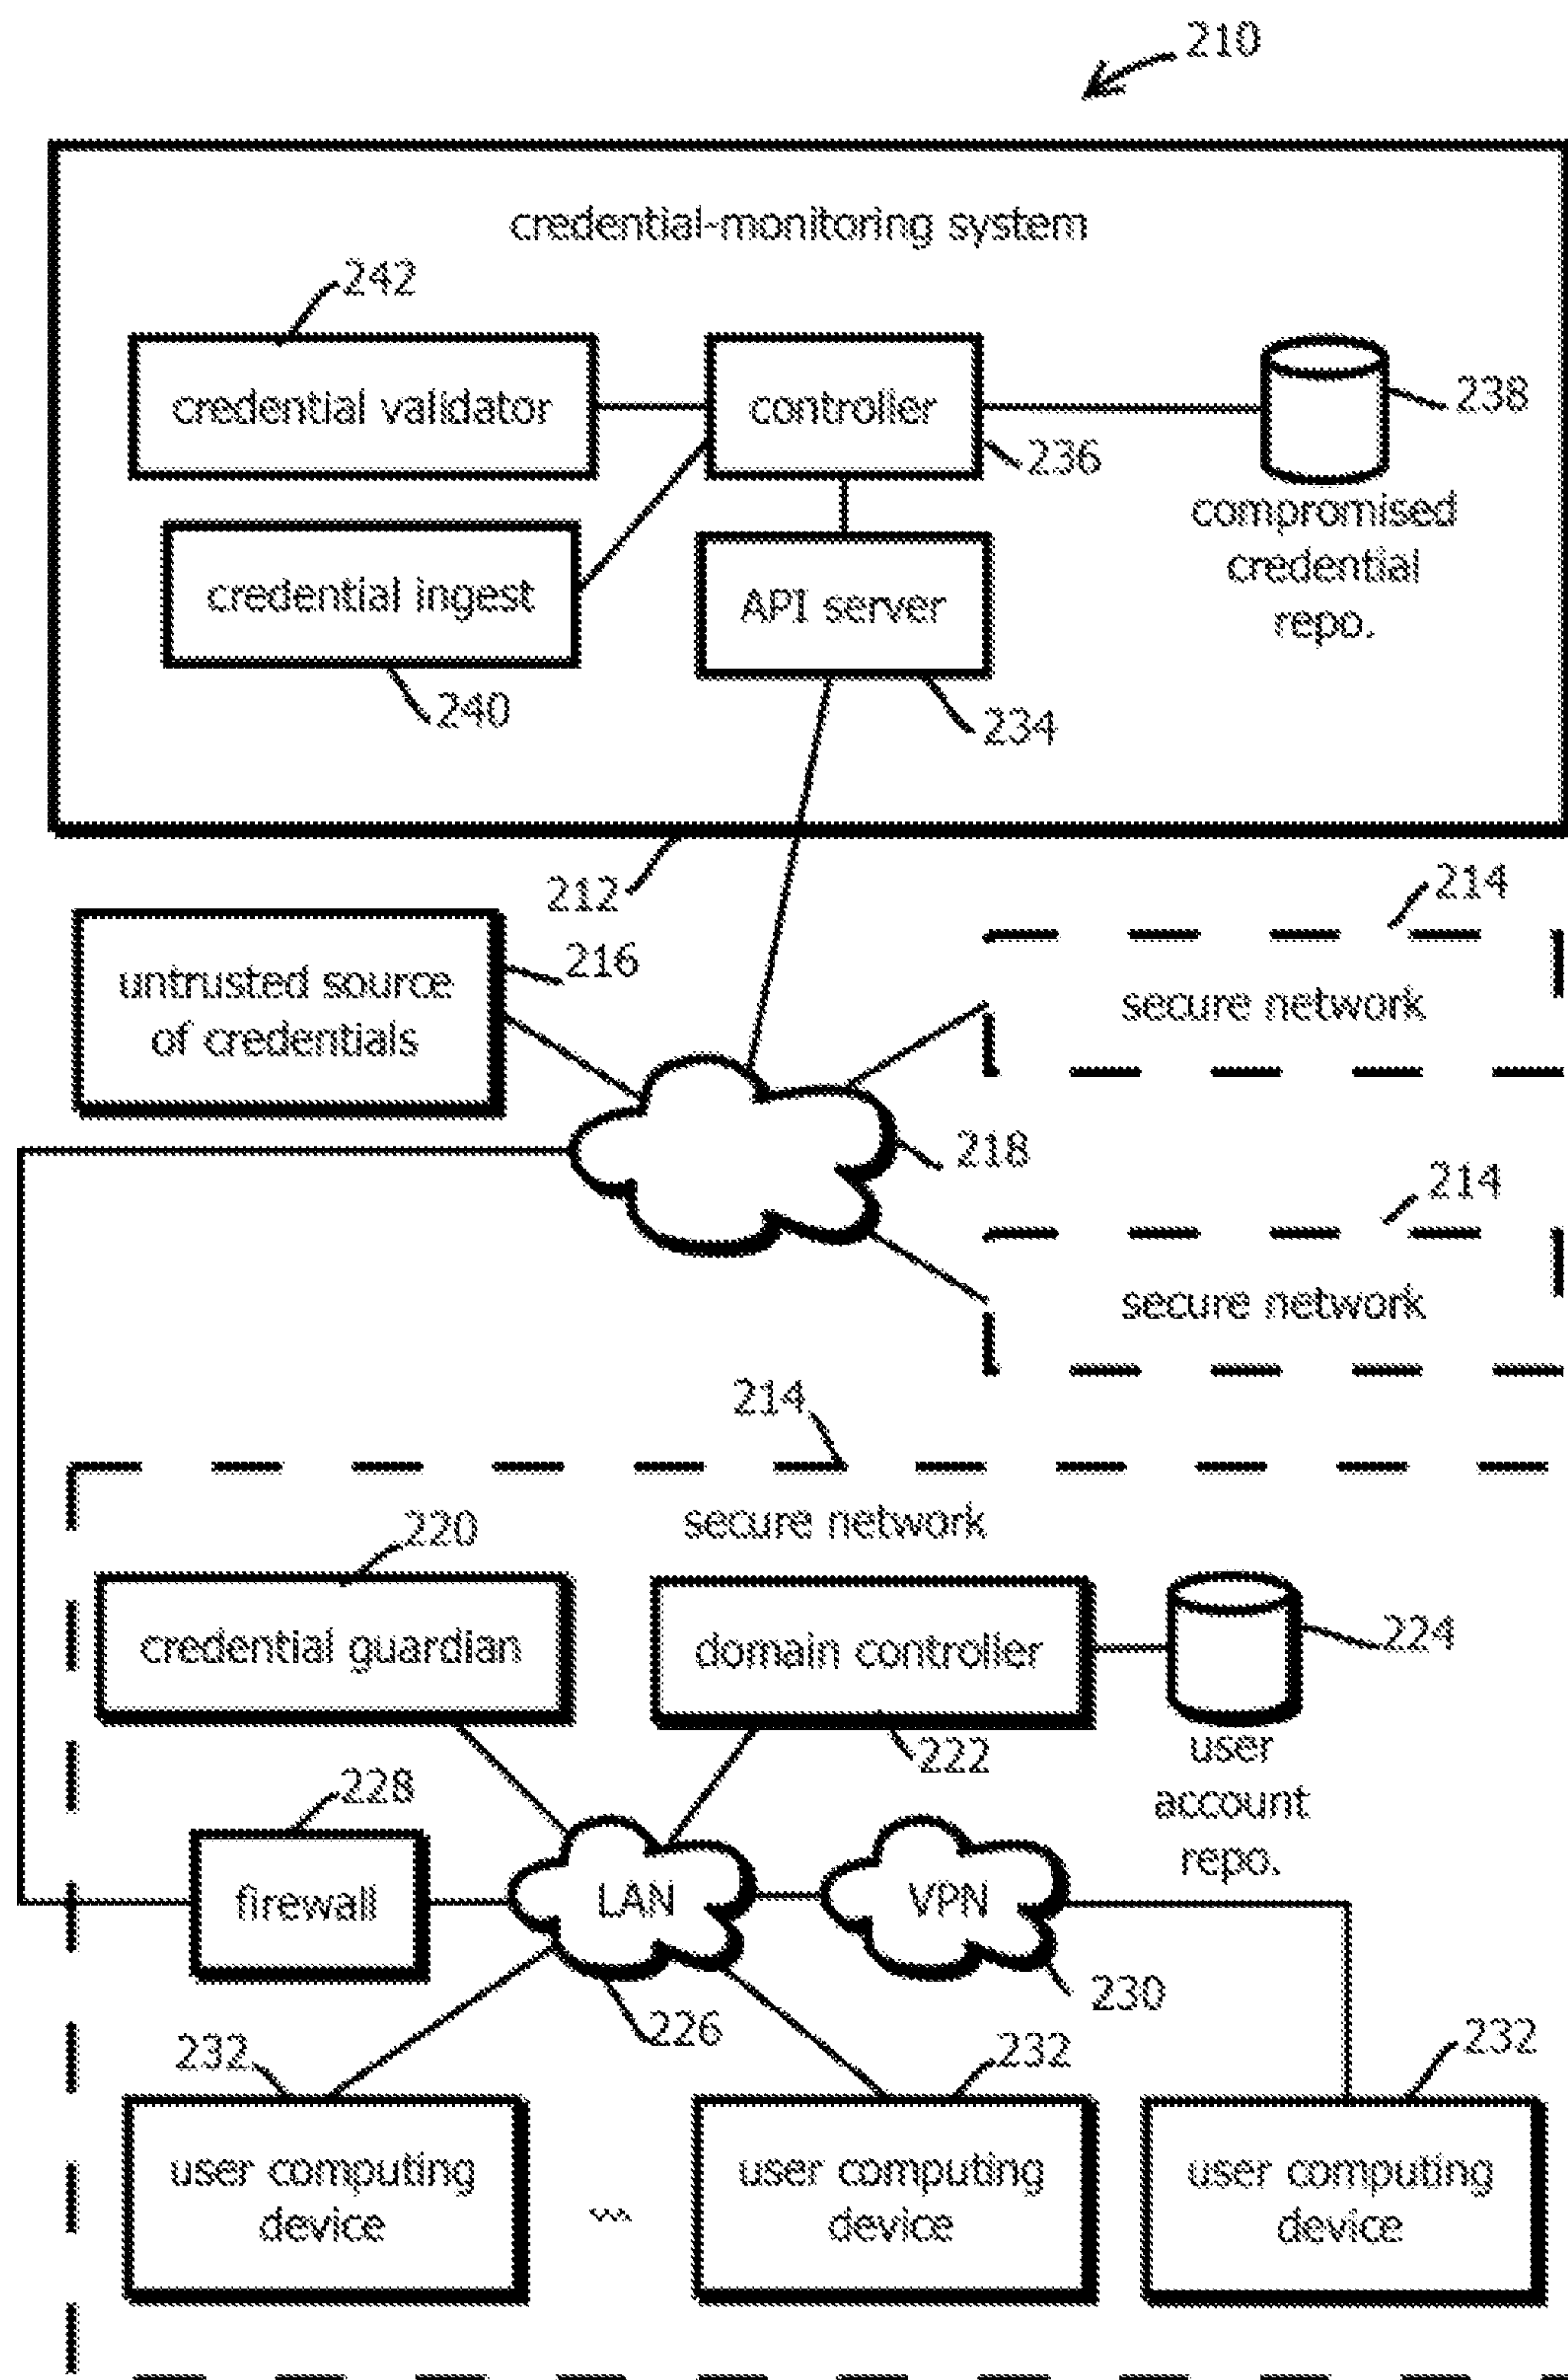 210
credential-monitoring system
242
credential validator
controller
238
236
compromised
credential
repo.
credential ingest
API server
240
234
212
214
216
untrusted source
of credentials
secure network
218
214
secure network
214
secure network
220
credential guardian
domain controller
224
222
user
account
repo.
228
firewall
LAN
VPN
230
226
232
232
232
user computing
device
...
user computing
device
user computing
device